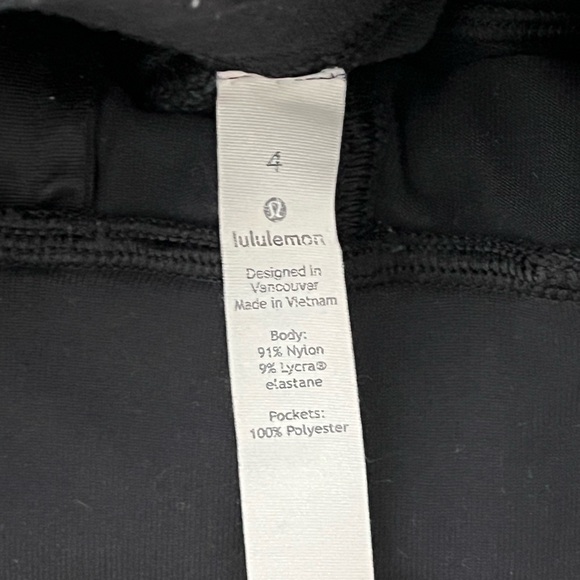 4
lululemon
Designed in
Vancouver
Made in Vietnam
Body:
91% Nylon
9% Lycra®
elastane
Pockets:
100% Polyester